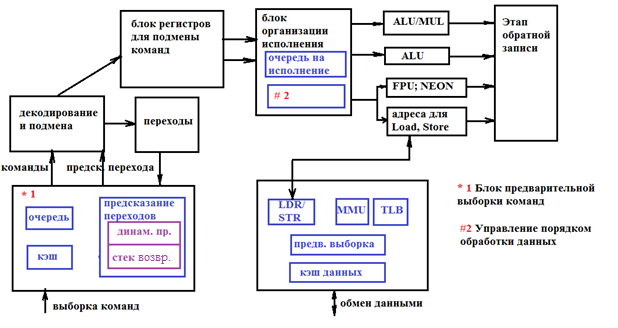 блок регистров
для подмены
команд
блок
организации
исполнения
очередь на
исполнение
# 2
ALU/MUL
ALU
FPU; NEON
адреса для
Load, Store
Этап
обратной
записи
декодирование
и подмена
переходы
команды
предск. перехода
* 1
очередь
кэш
предсказание
переходов
динам. пр.
стек возвр.
выборка команд
LDR/
STR
MMU
TLB
предв. выборка
кэш данных
обмен данными
* 1 Блок предварительной
выборки команд
#2 Управление порядком
обработки данных